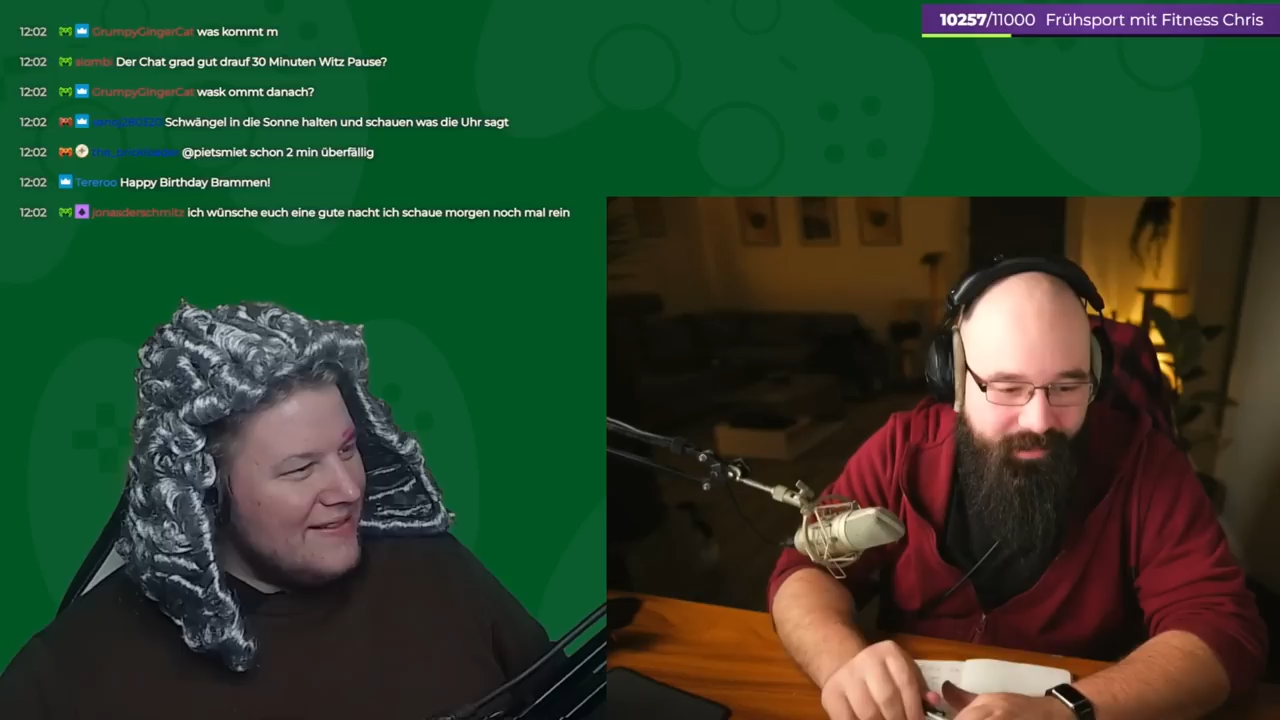 12:02 GrumpyGingerCat was kommt m
12:02 Der Chat grad gut drauf 30 Minuten Witz Pause?
12:02 GrumpyGingerCat wask ommt danach?
12:02 Schwängel in die Sonne halten und schauen was die Uhr sagt
12:02 @pietsmiet schon 2 min überfällig
12:02 Tereroo Happy Birthday Brammen!
12:02 jonasderschmitz ich wünsche euch eine gute nacht ich schaue morgen noch mal rein
10257/11000 Frühsport mit Fitness Chris